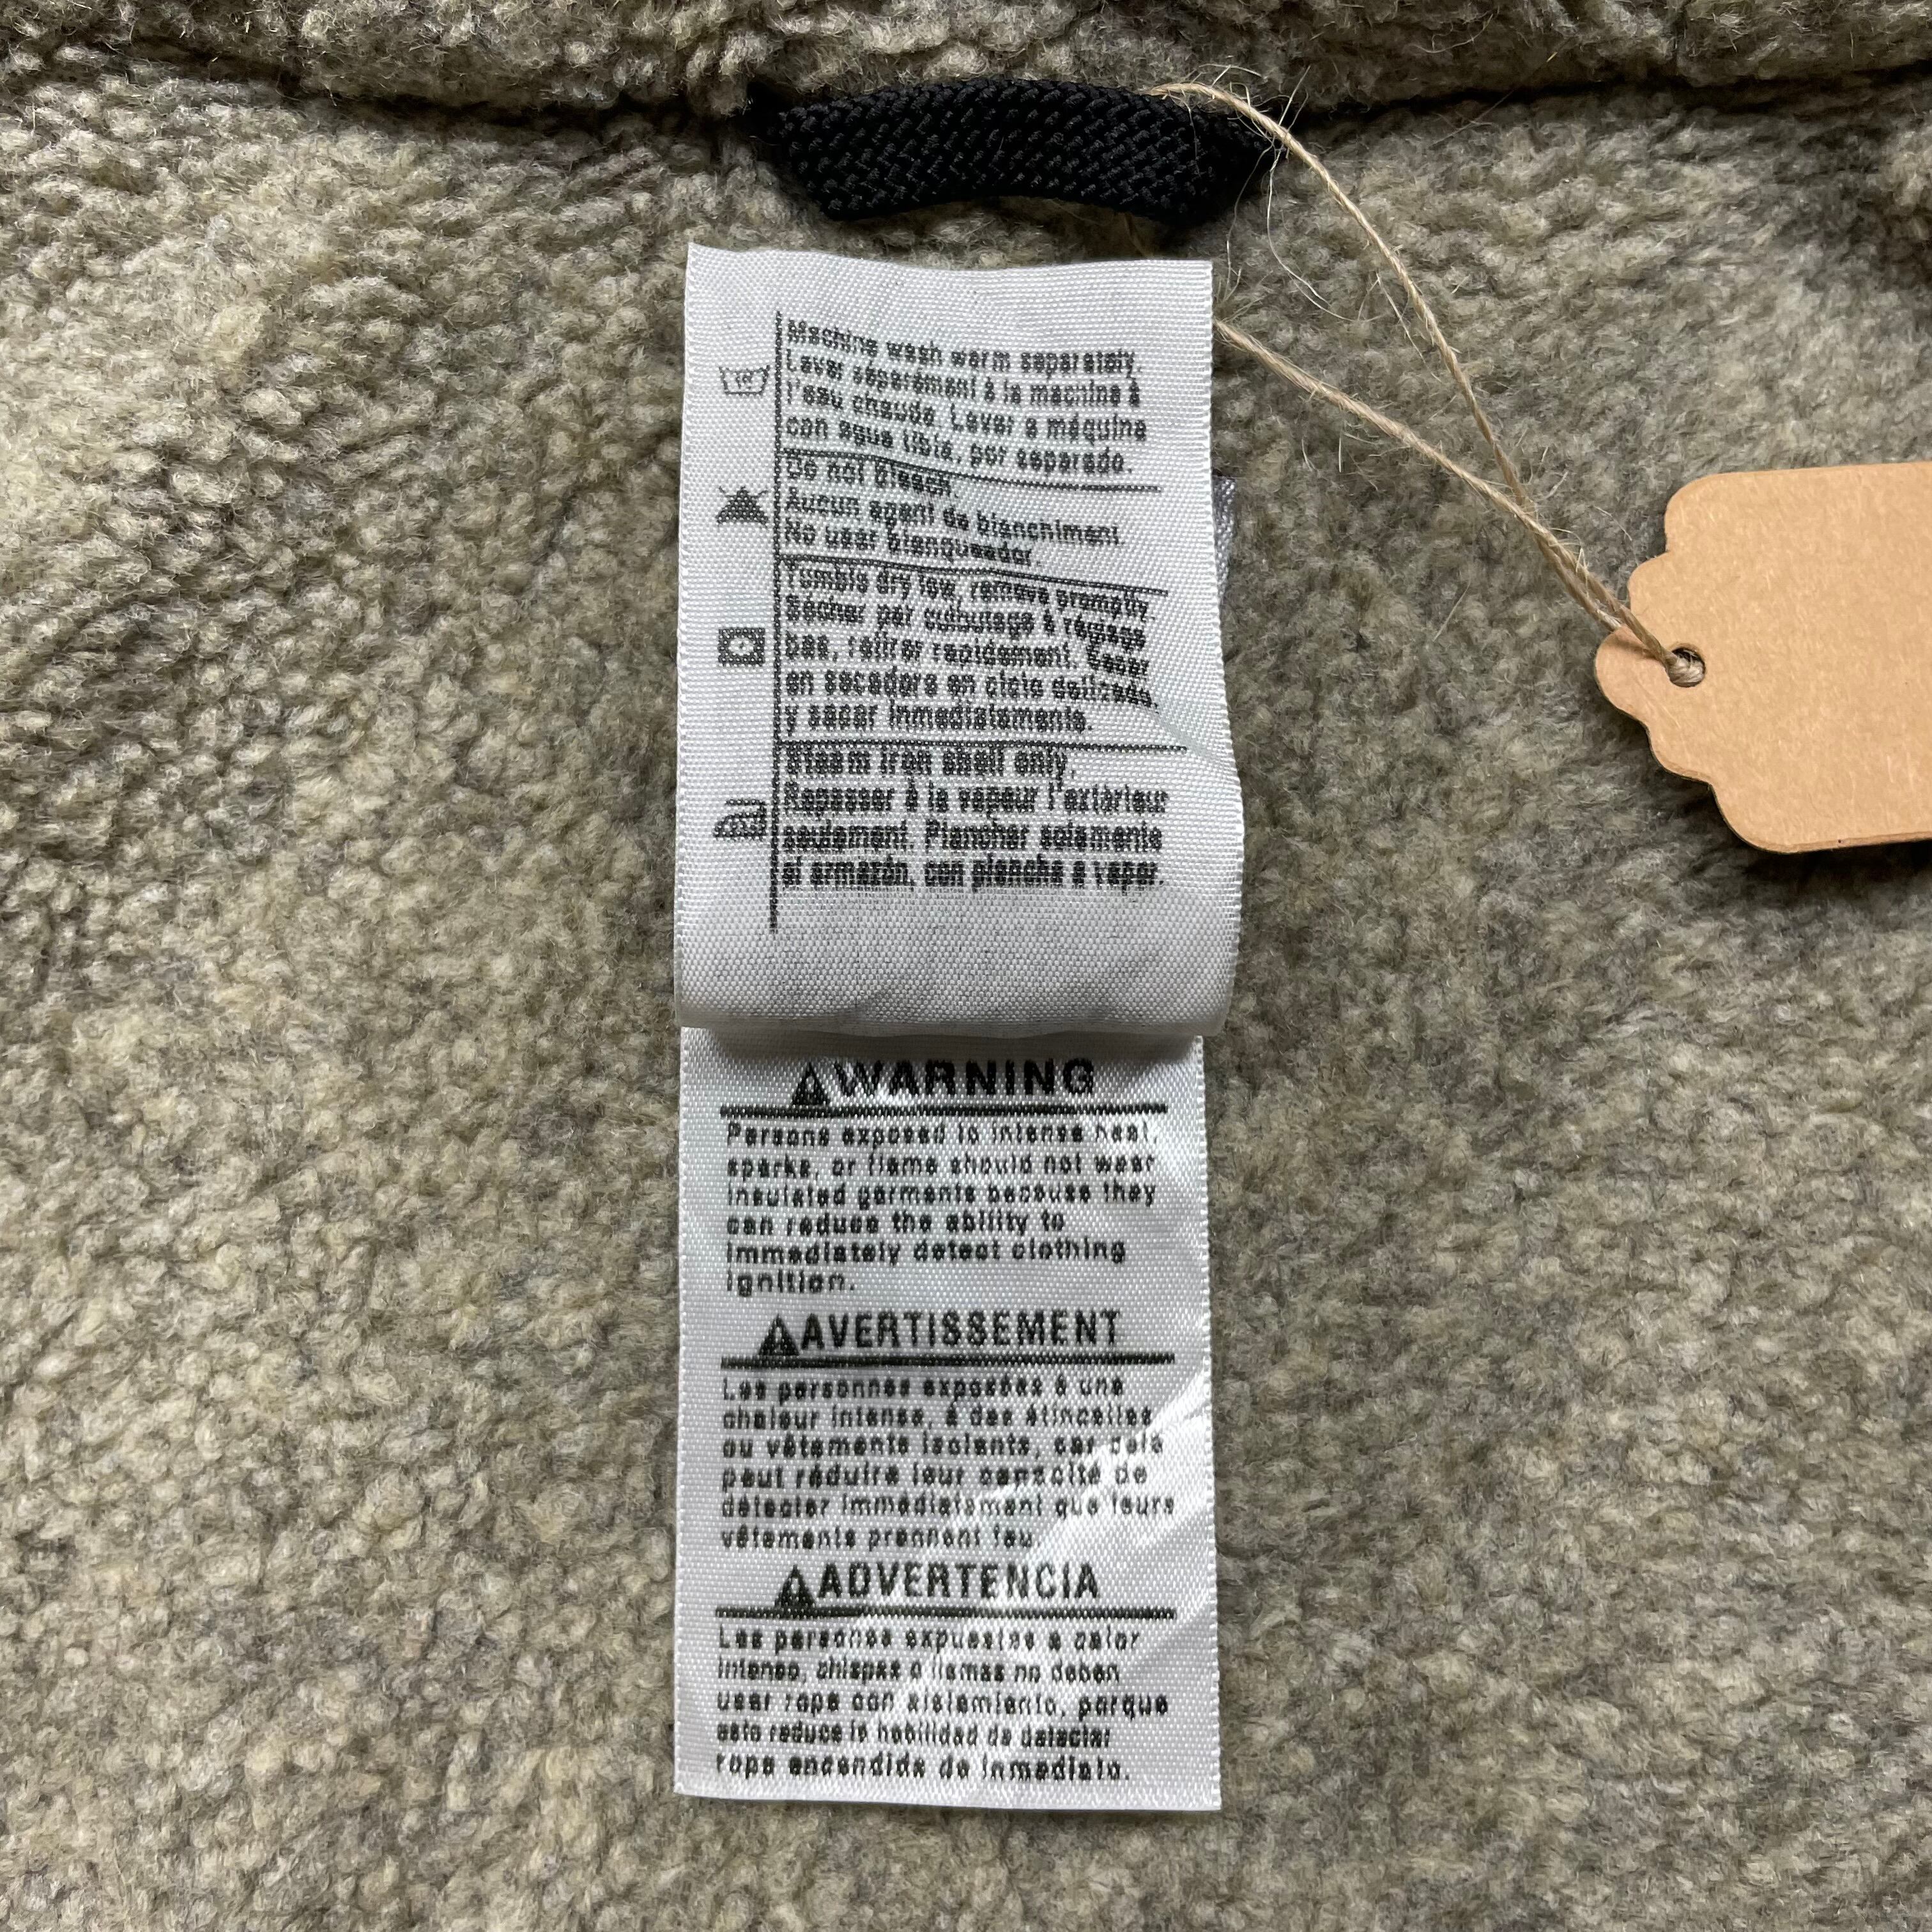 Machine wash warm separately.
Laver séparément à la machine à
l'eau chaude. Lavar a máquina
con agua tibia, por separado.
Do not bleach.
Aucun agent de blanchiment.
No usar blanqueador.
Tumble dry low, remove promptly.
Sécher par culbutage à réglage
bas, retirer rapidement. Secar
en secadora en ciclo delicado,
y sacar inmediatamente.
Steam iron shell only.
Repasser à la vapeur l'extérieur
seulement. Planchar solamente
el armazón, con plancha a vapor.
WARNING
Persons exposed to intense heat,
sparks, or flame should not wear
insulated garments because they
can reduce the ability to
immediately detect clothing
ignition.
AVERTISSEMENT
Les personnes exposées à une
chaleur intense, à des étincelles
ou vêtements isolants, car cela
peut réduire leur capacité de
détecter immédiatement que leurs
vêtements prennent feu.
ADVERTENCIA
Las personas expuestas a calor
intenso, chispas o llamas no deben
usar ropa con aislamiento, porque
esto reduce la habilidad de detectar
ropa encendida de inmediato.